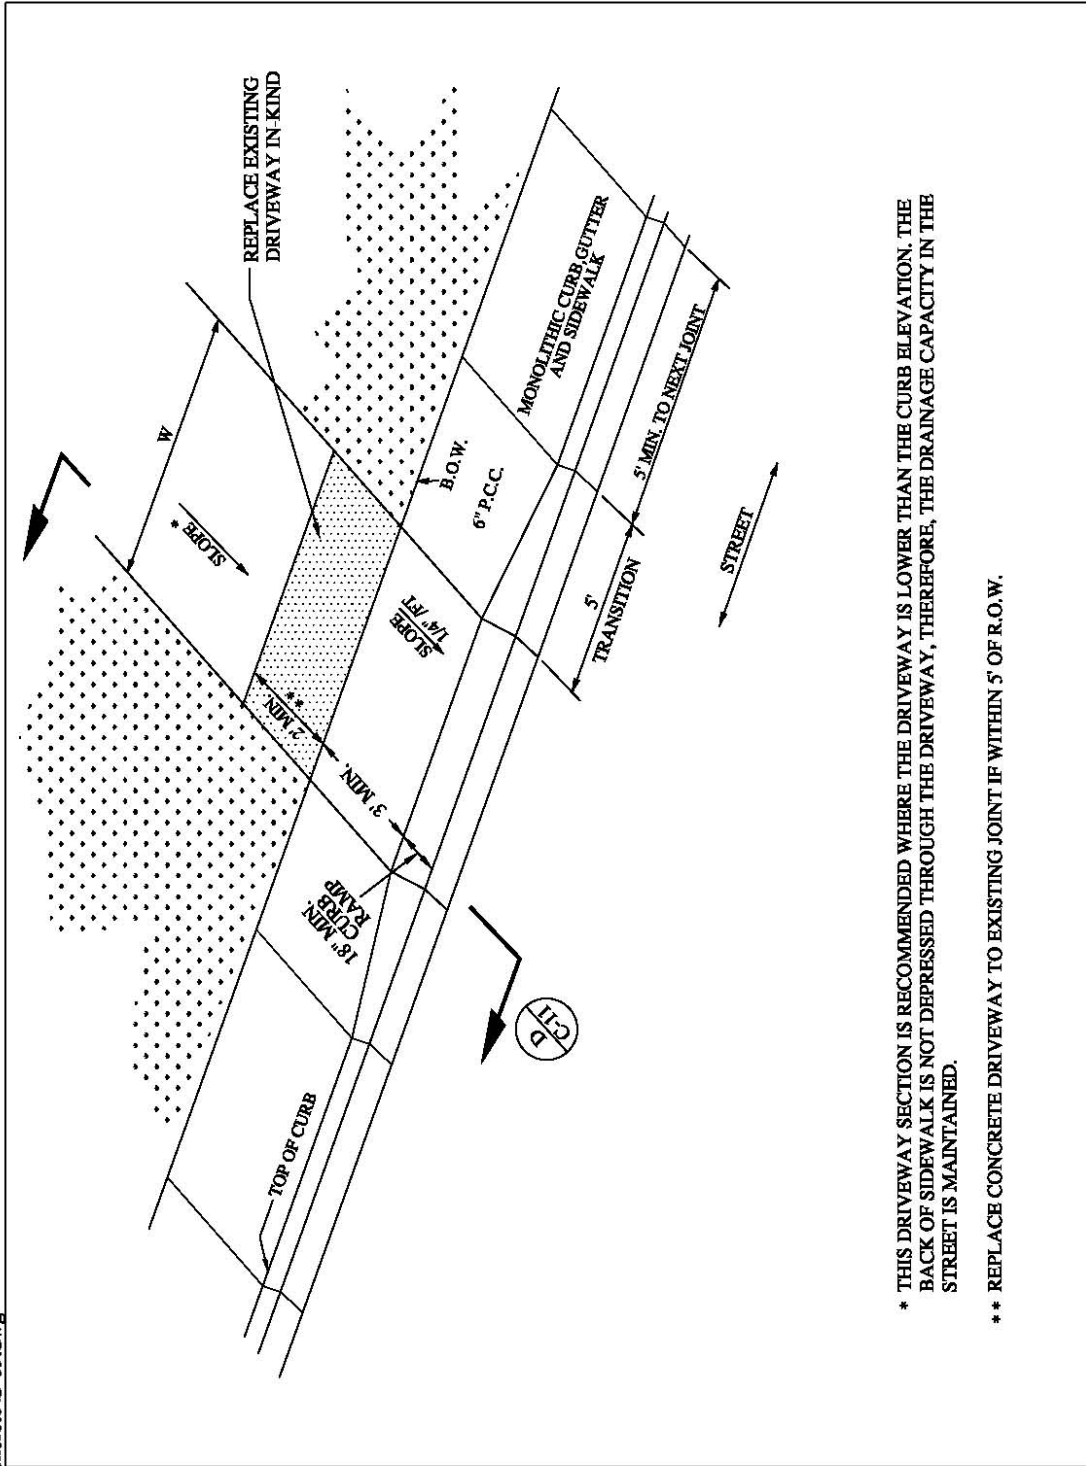 REPLACE EXISTING
DRIVEWAY IN-KIND
W
SLOPE *
2' MIN.
**
3' MIN.
B.O.W.
6" P.C.C.
SLOPE
1/4" /FT
MONOLITHIC CURB, GUTTER
AND SIDEWALK
18" MIN.
CURB
RAMP
TOP OF CURB
5' MIN. TO NEXT JOINT
5'
TRANSITION
STREET
D
C-11
* THIS DRIVEWAY SECTION IS RECOMMENDED WHERE THE DRIVEWAY IS LOWER THAN THE CURB ELEVATION. THE
BACK OF SIDEWALK IS NOT DEPRESSED THROUGH THE DRIVEWAY, THEREFORE, THE DRAINAGE CAPACITY IN THE
STREET IS MAINTAINED.
** REPLACE CONCRETE DRIVEWAY TO EXISTING JOINT IF WITHIN 5' OF R.O.W.